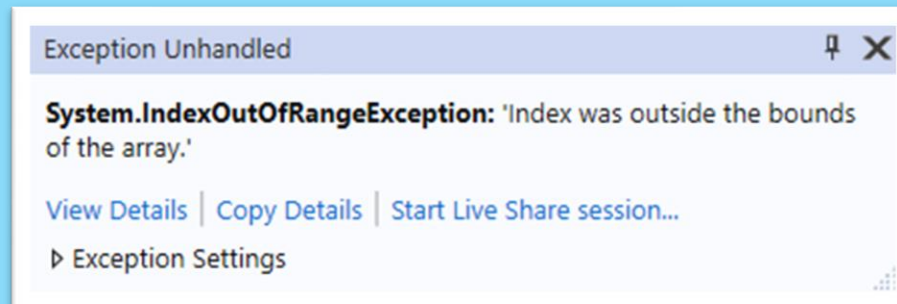 Exception Unhandled
System.IndexOutOfRangeException: 'Index was outside the bounds
of the array.'
View Details | Copy Details | Start Live Share session...
Exception Settings